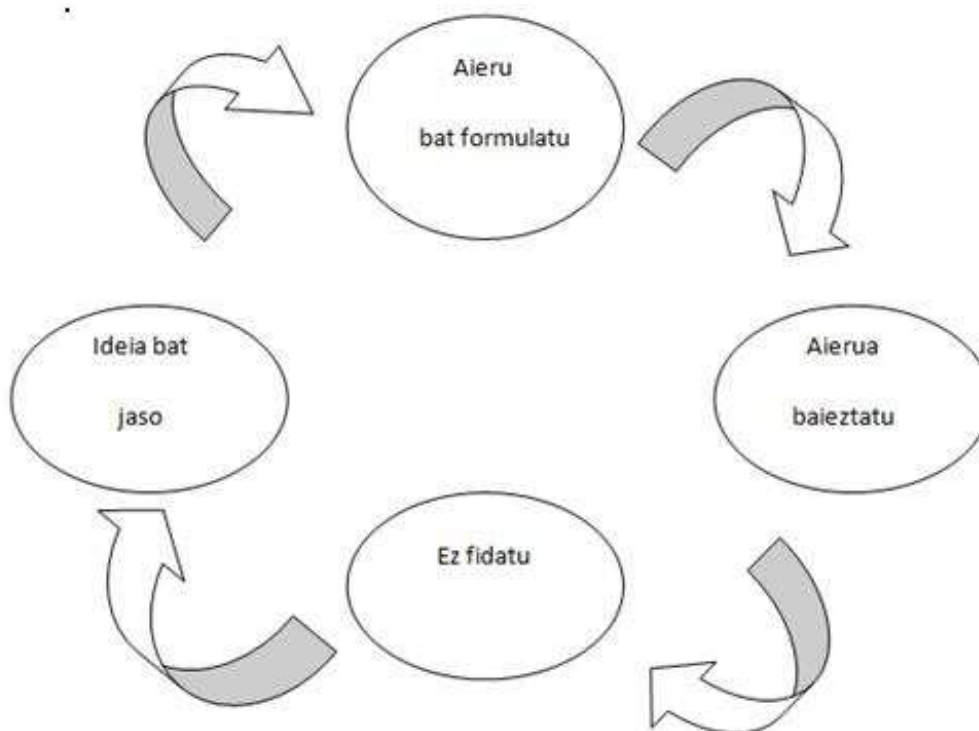 Aieru
bat formulatu
Ideia bat
jaso
Aierua
baieztatu
Ez fidatu